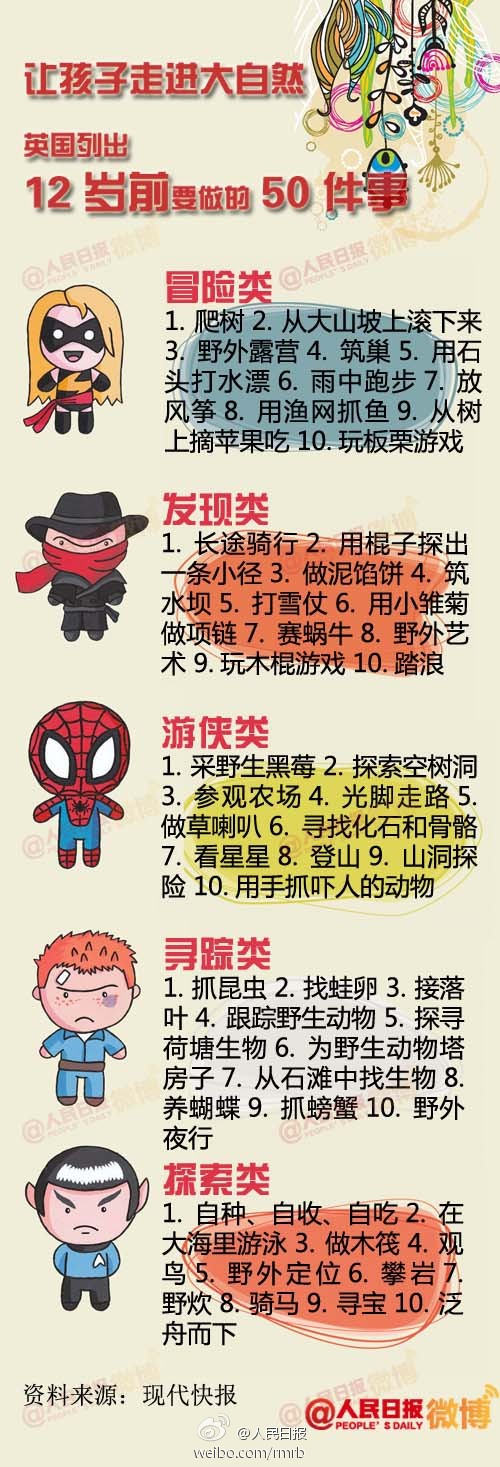 让孩子走进大自然
英国列出
12 岁前要做的 50 件事
@人民日报微博
PEOPLE'S DAILY
冒险类
1. 爬树 2. 从大山坡上滚下来
3. 野外露营 4. 筑巢 5. 用石
头打水漂 6. 雨中跑步 7. 放
风筝 8. 用渔网抓鱼 9. 从树
上摘苹果吃 10. 玩板栗游戏
发现类
1. 长途骑行 2. 用棍子探出
一条小径 3. 做泥馅饼 4. 筑
水坝 5. 打雪仗 6. 用小雏菊
做项链 7. 赛蜗牛 8. 野外艺
术 9. 玩木棍游戏 10. 踏浪
游侠类
1. 采野生黑莓 2. 探索空树洞
3. 参观农场 4. 光脚走路 5.
做草喇叭 6. 寻找化石和骨骼
7. 看星星 8. 登山 9. 山洞探
险 10. 用手抓吓人的动物
寻踪类
1. 抓昆虫 2. 找蛙卵 3. 接落
叶 4. 跟踪野生动物 5. 探寻
荷塘生物 6. 为野生动物塔
房子 7. 从石滩中找生物 8.
养蝴蝶 9. 抓螃蟹 10. 野外
夜行
探索类
1. 自种、自收、自吃 2. 在
大海里游泳 3. 做木筏 4. 观
鸟 5. 野外定位 6. 攀岩 7.
野炊 8. 骑马 9. 寻宝 10. 泛
舟而下
资料来源：现代快报
@人民日报 微博
PEOPLE'S DAILY
@人民日报
weibo.com/rmrb